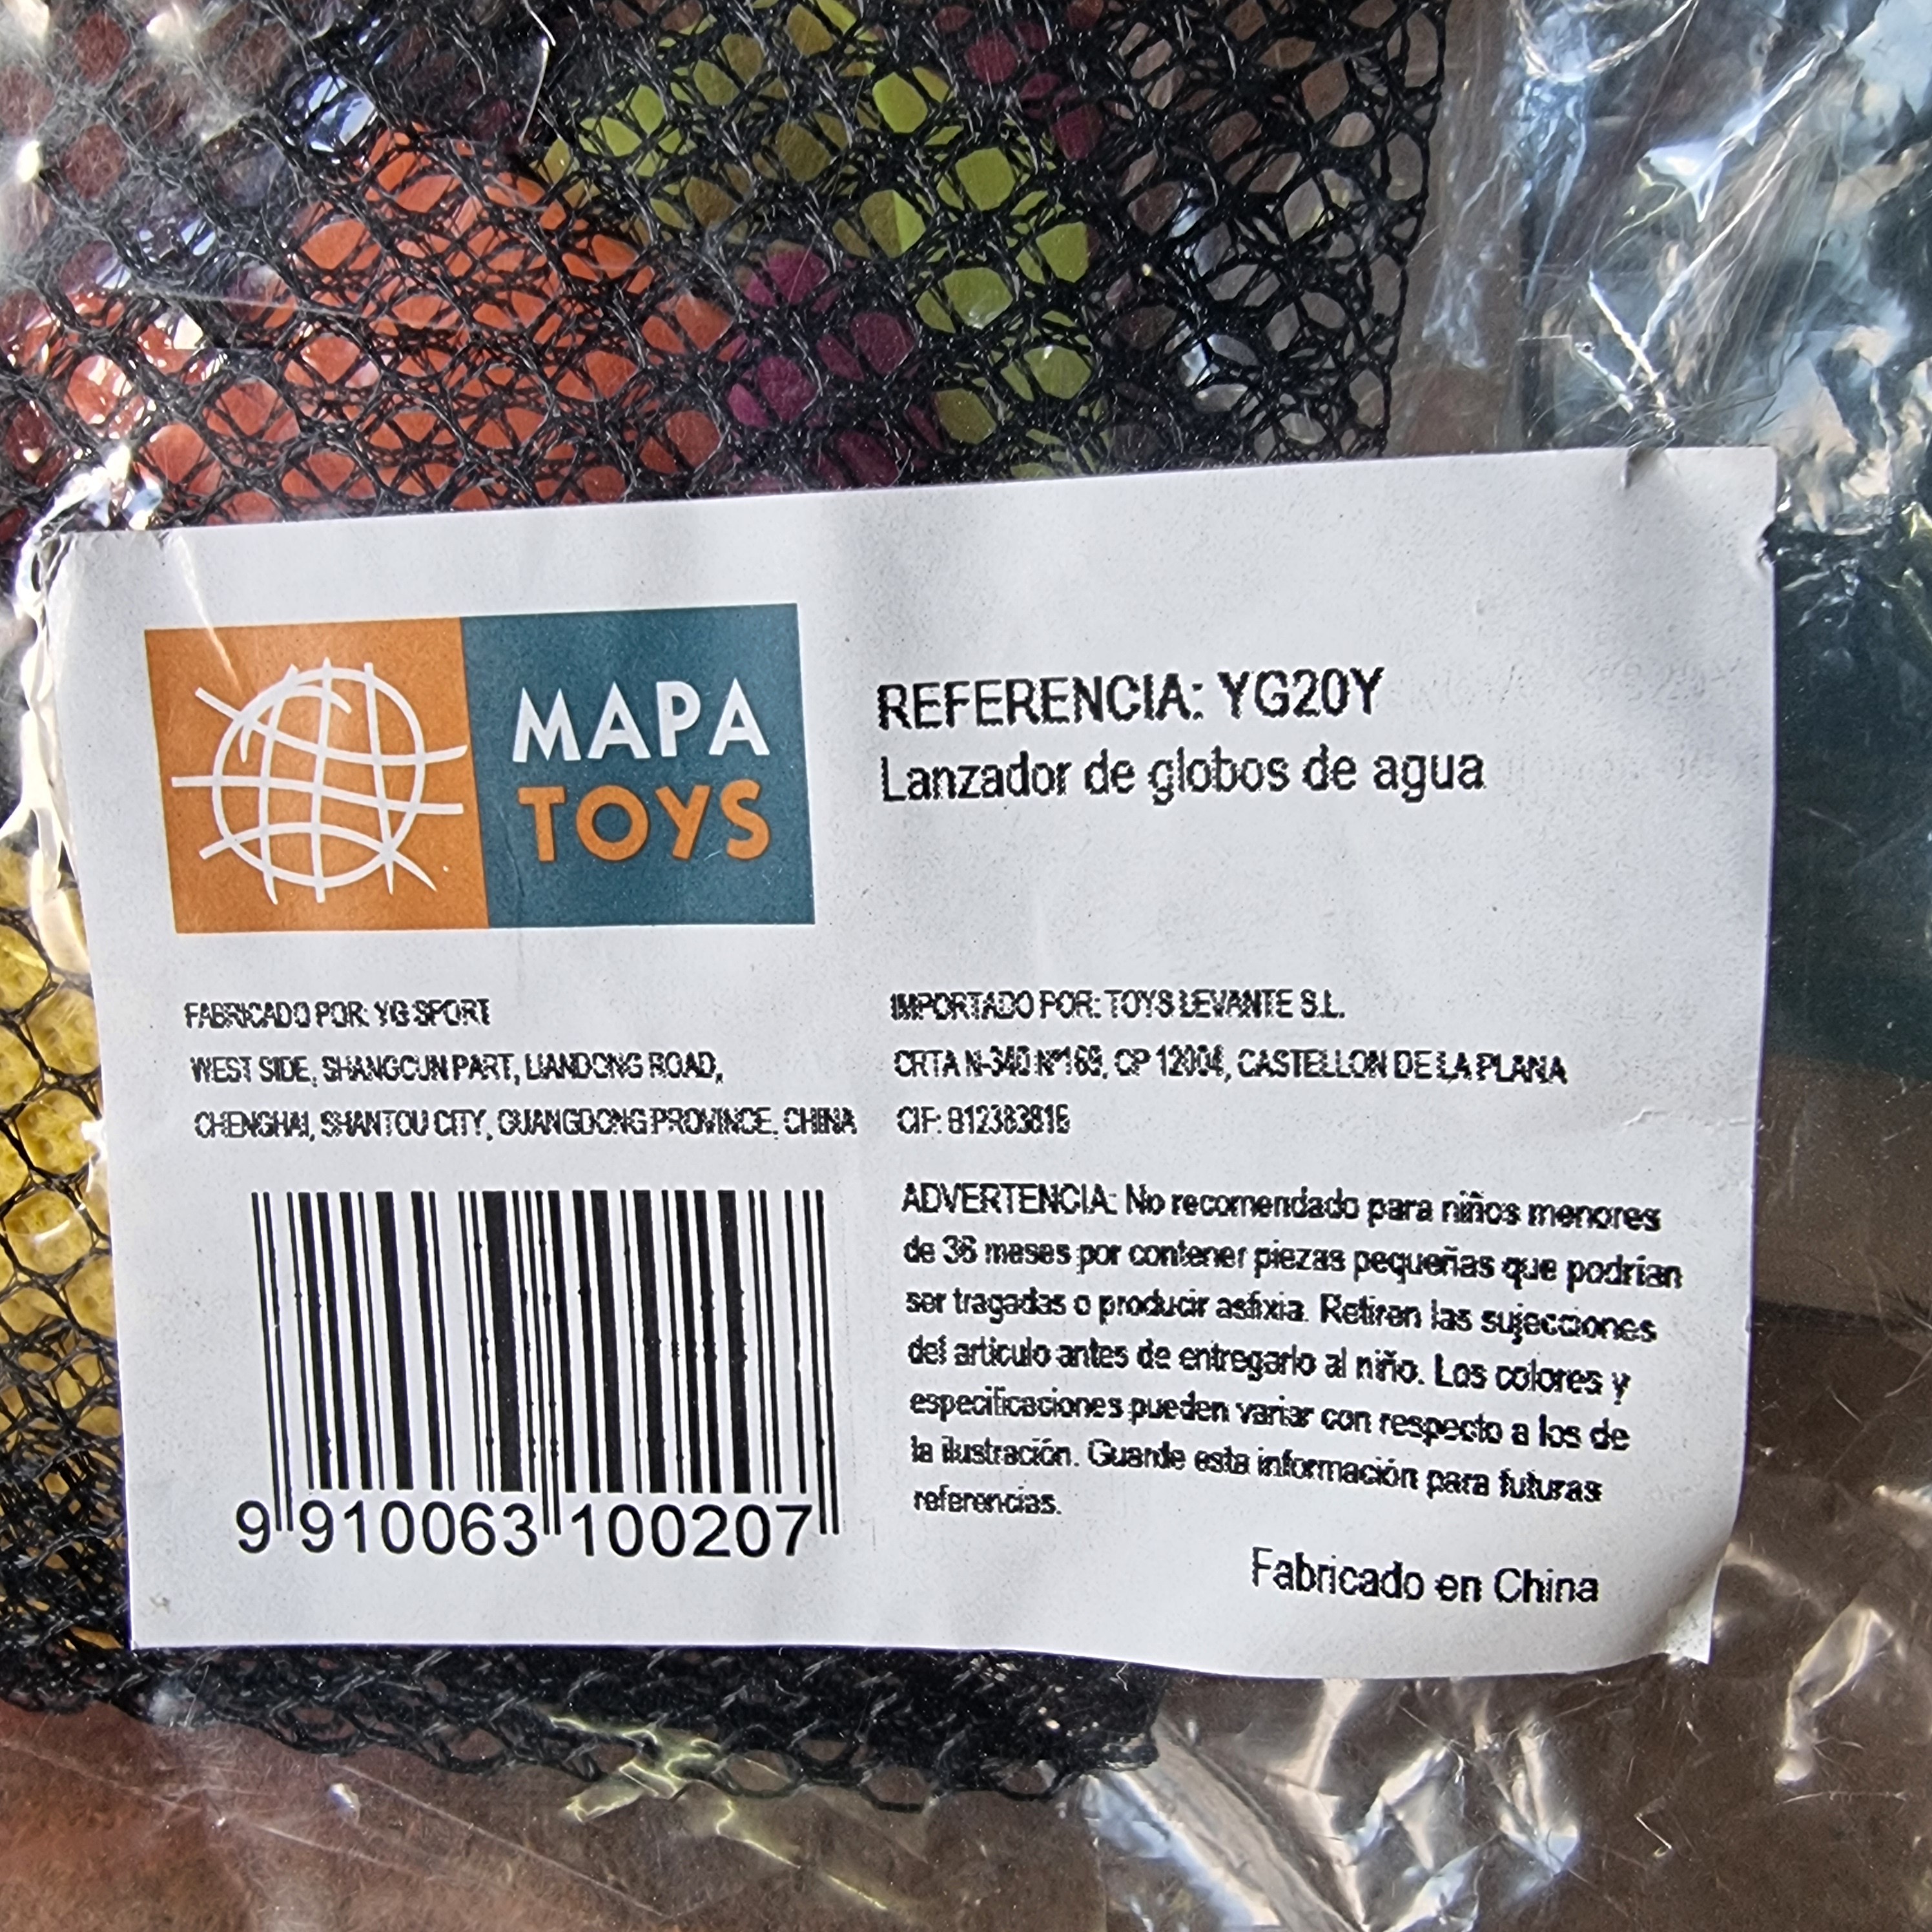 MAPA
TOYS
REFERENCIA: YG20Y
Lanzador de globos de agua
FABRICADO POR: YG SPORT
WEST SIDE, SHANGCUN PART, LIANDONG ROAD,
CHENGHAI, SHANTOU CITY, GUANGDONG PROVINCE, CHINA
IMPORTADO POR: TOYS LEVANTE S.L.
CRTA N-340 Nº169, CP 12004, CASTELLON DE LA PLANA
CIF:
ADVERTENCIA: No recomendado para niños menores
de 36 meses por contener piezas pequeñas que podrían
ser tragadas o producir asfixia. Retiren las sujecciones
del artículo antes de entregarlo al niño. Los colores y
especificaciones pueden variar con respecto a los de
la ilustración. Guarde esta información para futuras
referencias.
9 910063 100207
Fabricado en China